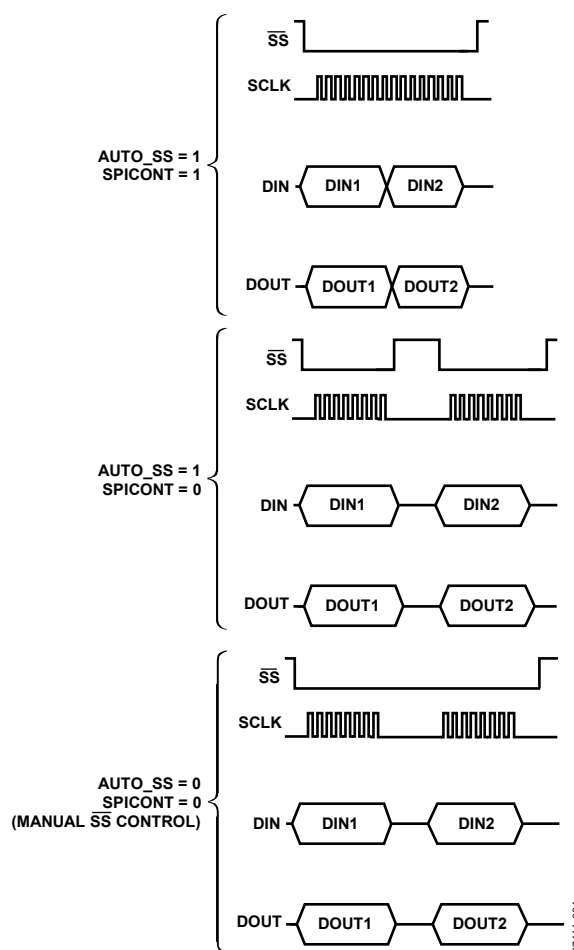 SS
SCLK
AUTO_SS = 1
SPICONT = 1
DIN DIN1 DIN2
DOUT DOUT1 DOUT2
SS
SCLK
AUTO_SS = 1
SPICONT = 0
DIN DIN1 DIN2
DOUT DOUT1 DOUT2
SS
SCLK
AUTO_SS = 0
SPICONT = 0
(MANUAL SS CONTROL)
DIN DIN1 DIN2
DOUT DOUT1 DOUT2